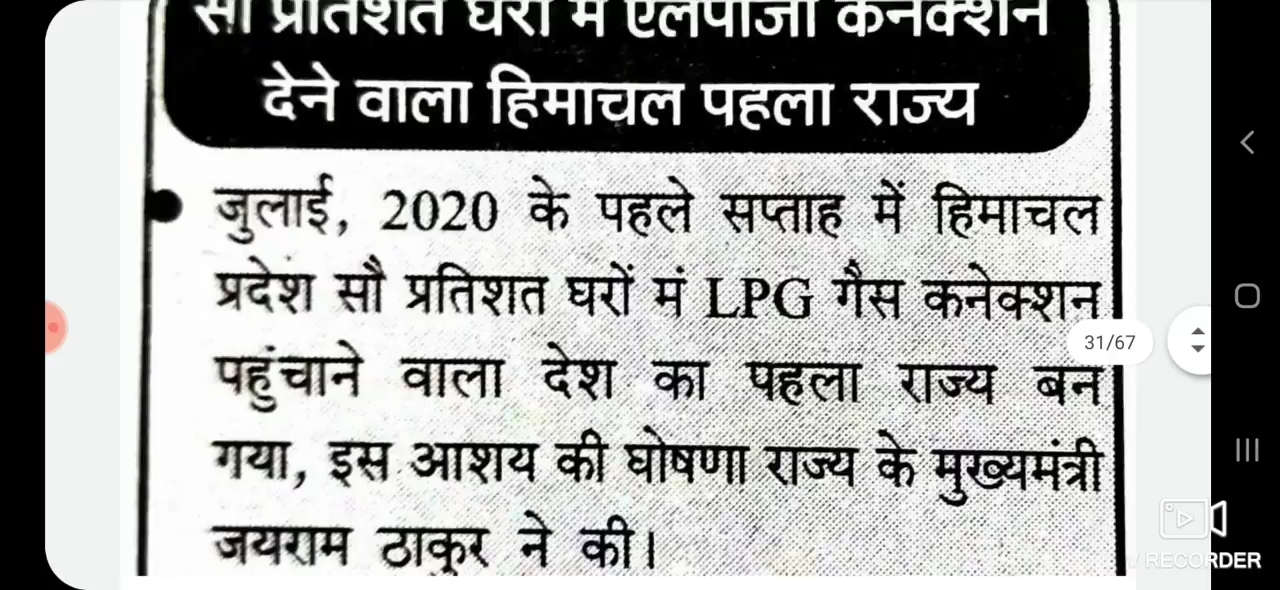 सौ प्रतिशत घरों में एलपीजी कनेक्शन
देने वाला हिमाचल पहला राज्य
जुलाई, 2020 के पहले सप्ताह में हिमाचल
प्रदेश सौ प्रतिशत घरों मं LPG गैस कनेक्शन
पहुंचाने वाला देश का पहला राज्य बन
गया, इस आशय की घोषणा राज्य के मुख्यमंत्री
जयराम ठाकुर ने की।
31/67
RECORDER